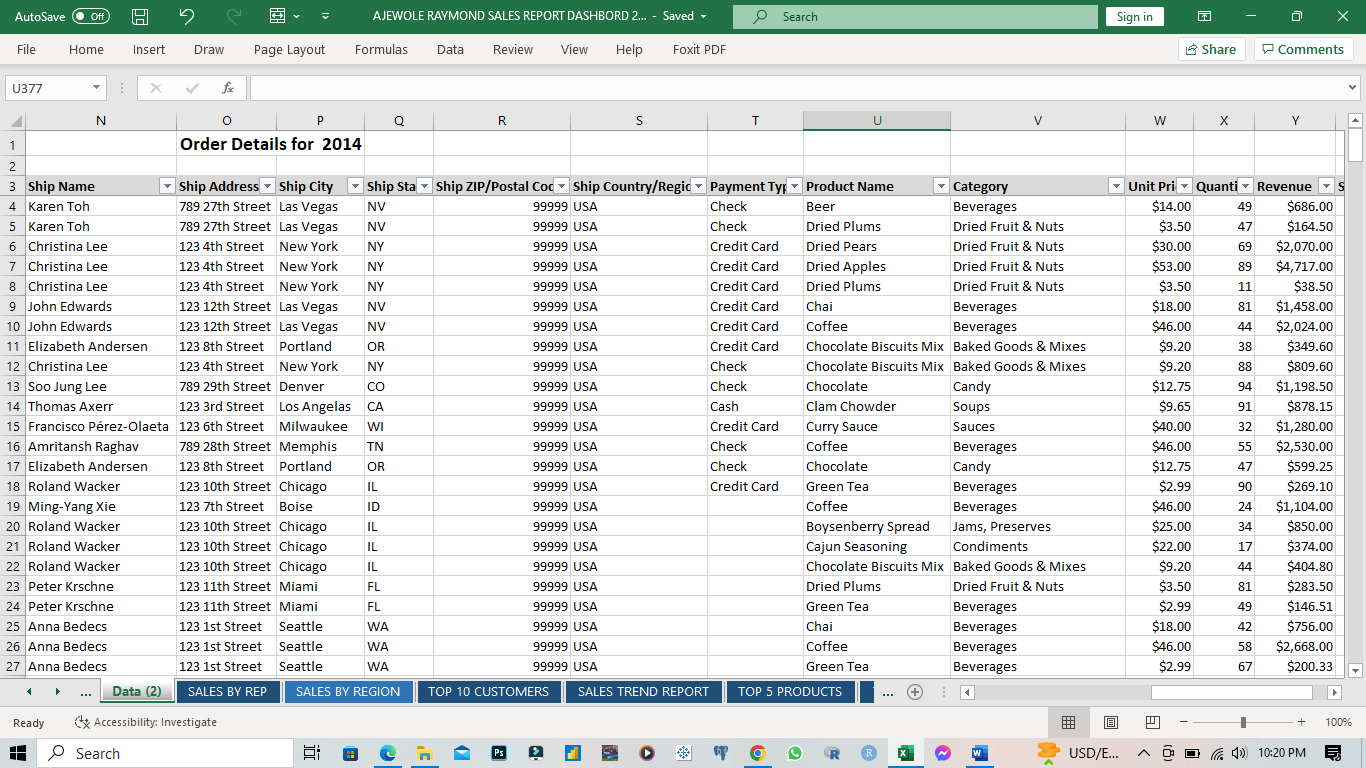 AutoSave Off AJEWOLE RAYMOND SALES REPORT DASHBORD 2... - Saved Search Sign in
File Home Insert Draw Page Layout Formulas Data Review View Help Foxit PDF Share Comments
U377 fx
N O P Q R S T U V W X Y
1 Order Details for 2014
2
3 Ship Name Ship Address Ship City Ship Sta Ship ZIP/Postal Coc Ship Country/Regic Payment Typ Product Name Category Unit Pri Quanti Revenue S
4 Karen Toh 789 27th Street Las Vegas NV 99999 USA Check Beer Beverages $14.00 49 $686.00
5 Karen Toh 789 27th Street Las Vegas NV 99999 USA Check Dried Plums Dried Fruit & Nuts $3.50 47 $164.50
6 Christina Lee 123 4th Street New York NY 99999 USA Credit Card Dried Pears Dried Fruit & Nuts $30.00 69 $2,070.00
7 Christina Lee 123 4th Street New York NY 99999 USA Credit Card Dried Apples Dried Fruit & Nuts $53.00 89 $4,717.00
8 Christina Lee 123 4th Street New York NY 99999 USA Credit Card Dried Plums Dried Fruit & Nuts $3.50 11 $38.50
9 John Edwards 123 12th Street Las Vegas NV 99999 USA Credit Card Chai Beverages $18.00 81 $1,458.00
10 John Edwards 123 12th Street Las Vegas NV 99999 USA Credit Card Coffee Beverages $46.00 44 $2,024.00
11 Elizabeth Andersen 123 8th Street Portland OR 99999 USA Credit Card Chocolate Biscuits Mix Baked Goods & Mixes $9.20 38 $349.60
12 Christina Lee 123 4th Street New York NY 99999 USA Check Chocolate Biscuits Mix Baked Goods & Mixes $9.20 88 $809.60
13 Soo Jung Lee 789 29th Street Denver CO 99999 USA Check Chocolate Candy $12.75 94 $1,198.50
14 Thomas Axerr 123 3rd Street Los Angelas CA 99999 USA Cash Clam Chowder Soups $9.65 91 $878.15
15 Francisco Pérez-Olaeta 123 6th Street Milwaukee WI 99999 USA Credit Card Curry Sauce Sauces $40.00 32 $1,280.00
16 Amritansh Raghav 789 28th Street Memphis TN 99999 USA Check Coffee Beverages $46.00 55 $2,530.00
17 Elizabeth Andersen 123 8th Street Portland OR 99999 USA Check Chocolate Candy $12.75 47 $599.25
18 Roland Wacker 123 10th Street Chicago IL 99999 USA Credit Card Green Tea Beverages $2.99 90 $269.10
19 Ming-Yang Xie 123 7th Street Boise ID 99999 USA Coffee Beverages $46.00 24 $1,104.00
20 Roland Wacker 123 10th Street Chicago IL 99999 USA Boysenberry Spread Jams, Preserves $25.00 34 $850.00
21 Roland Wacker 123 10th Street Chicago IL 99999 USA Cajun Seasoning Condiments $22.00 17 $374.00
22 Roland Wacker 123 10th Street Chicago IL 99999 USA Chocolate Biscuits Mix Baked Goods & Mixes $9.20 44 $404.80
23 Peter Krschne 123 11th Street Miami FL 99999 USA Dried Plums Dried Fruit & Nuts $3.50 81 $283.50
24 Peter Krschne 123 11th Street Miami FL 99999 USA Green Tea Beverages $2.99 49 $146.51
25 Anna Bedecs 123 1st Street Seattle WA 99999 USA Chai Beverages $18.00 42 $756.00
26 Anna Bedecs 123 1st Street Seattle WA 99999 USA Coffee Beverages $46.00 58 $2,668.00
27 Anna Bedecs 123 1st Street Seattle WA 99999 USA Green Tea Beverages $2.99 67 $200.33
... Data (2) SALES BY REP SALES BY REGION TOP 10 CUSTOMERS SALES TREND REPORT TOP 5 PRODUCTS ...
Ready Accessibility: Investigate 100%
Search Ps R R USD/E... 10:20 PM